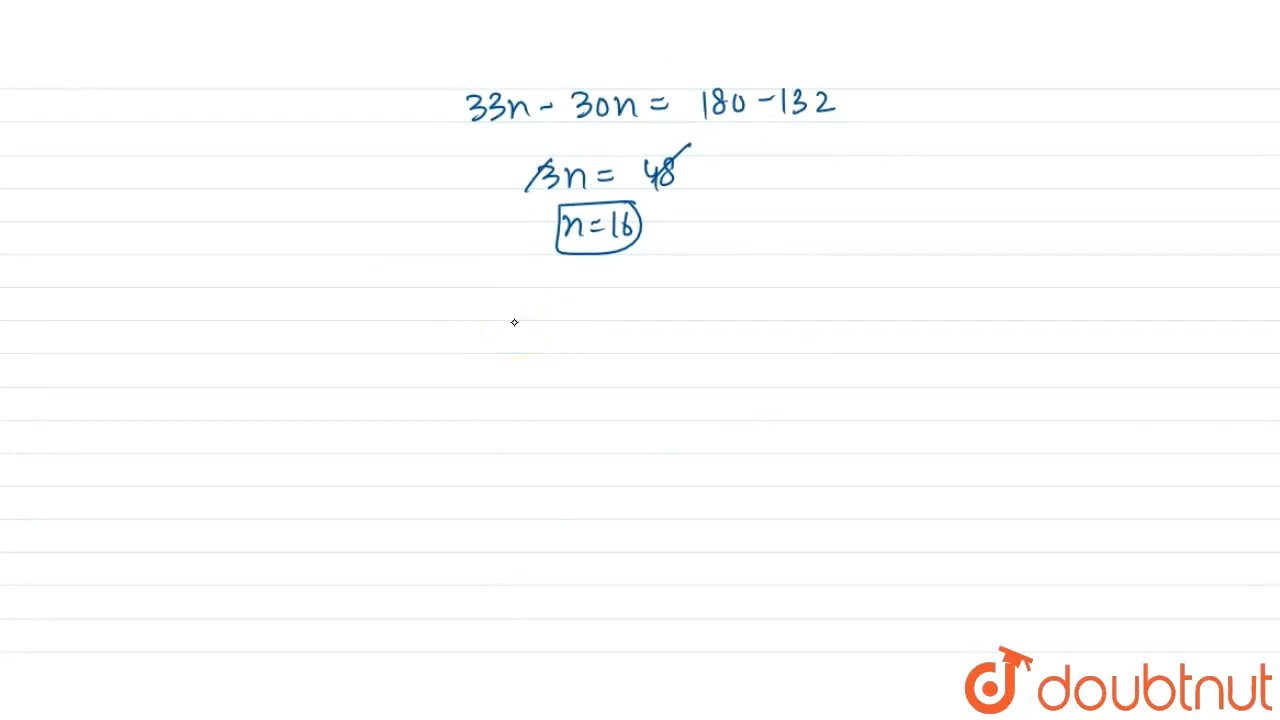 33n - 30n = 180 - 132
3n = 48
n = 16
doubtnut